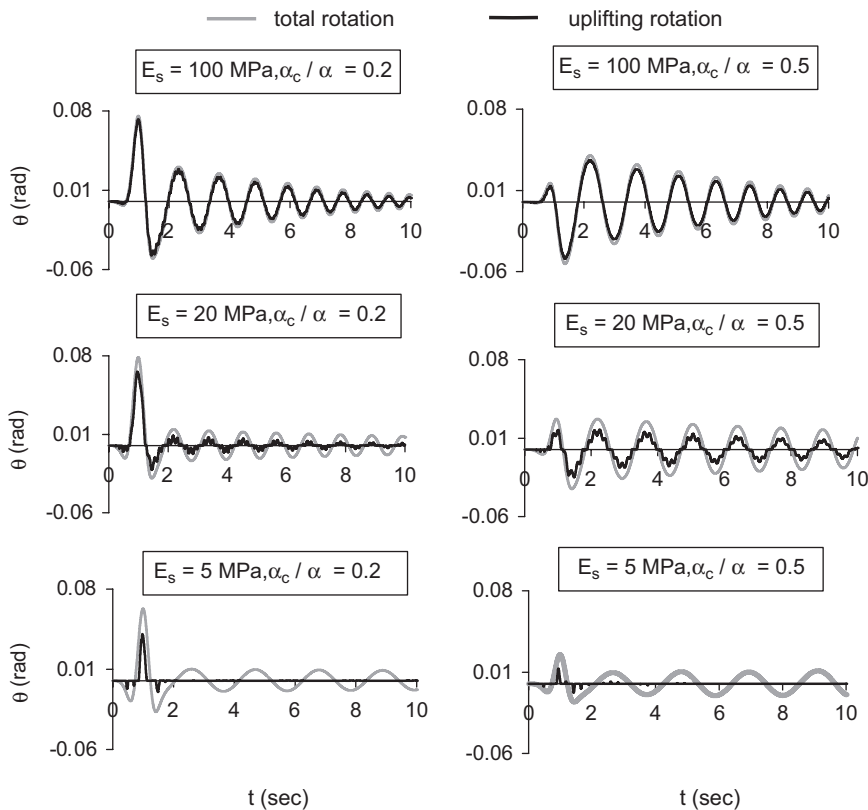 total rotation uplifting rotation
E_s = 100 MPa,α_c / α = 0.2
E_s = 100 MPa,α_c / α = 0.5
0.08
0.01
-0.06
θ (rad)
0 2 4 6 8 10
0.08
0.01
-0.06
θ (rad)
0 2 4 6 8 10
E_s = 20 MPa,α_c / α = 0.2
E_s = 20 MPa,α_c / α = 0.5
0.08
0.01
-0.06
θ (rad)
0 2 4 6 8 10
0.08
0.01
-0.06
θ (rad)
0 2 4 6 8 10
E_s = 5 MPa,α_c / α = 0.2
E_s = 5 MPa,α_c / α = 0.5
0.08
0.01
-0.06
θ (rad)
0 2 4 6 8 10
0.08
0.01
-0.06
θ (rad)
0 2 4 6 8 10
t (sec) t (sec)